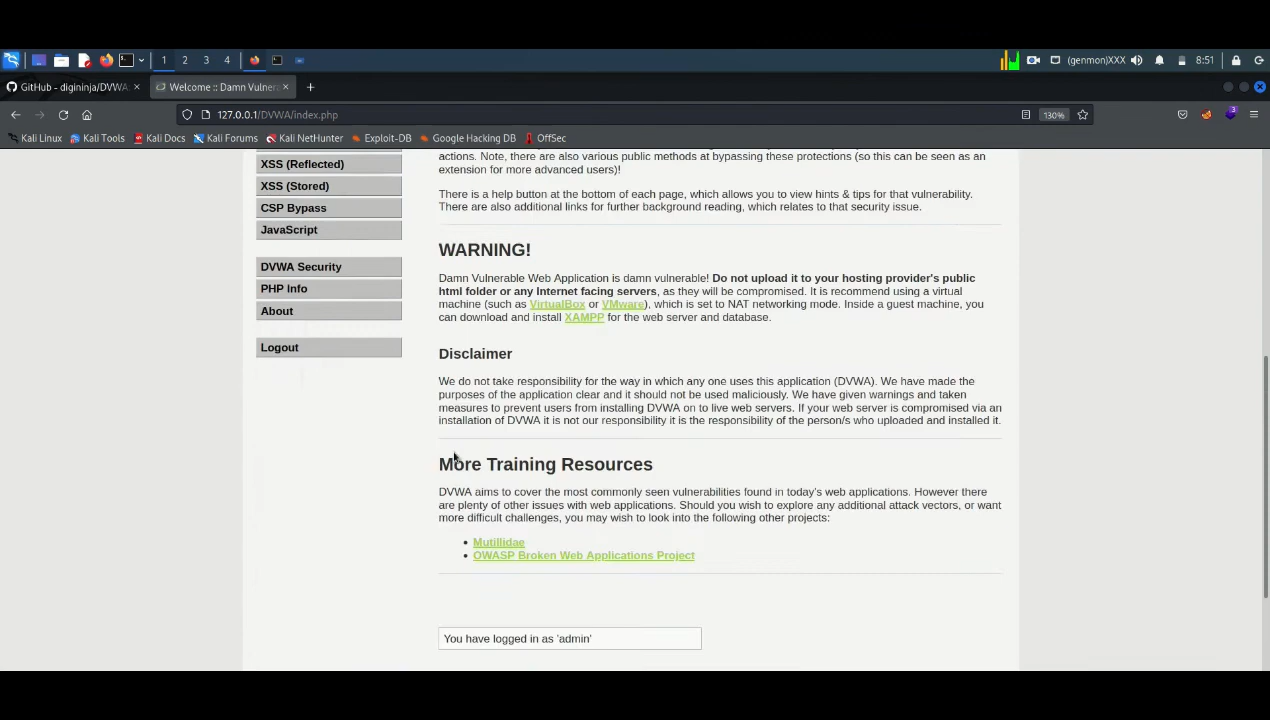 1 2 3 4 (genmon)XXX 8:51
GitHub - digininja/DVWA: Welcome :: Damn Vulnera
127.0.0.1/DVWA/index.php 130% 3
Kali Linux Kali Tools Kali Docs Kali Forums Kali NetHunter Exploit-DB Google Hacking DB OffSec
XSS (Reflected)
XSS (Stored)
CSP Bypass
JavaScript
DVWA Security
PHP Info
About
Logout
actions. Note, there are also various public methods at bypassing these protections (so this can be seen as an
extension for more advanced users)!
There is a help button at the bottom of each page, which allows you to view hints & tips for that vulnerability.
There are also additional links for further background reading, which relates to that security issue.
WARNING!
Damn Vulnerable Web Application is damn vulnerable! Do not upload it to your hosting provider's public
html folder or any Internet facing servers, as they will be compromised. It is recommend using a virtual
machine (such as VirtualBox or VMware), which is set to NAT networking mode. Inside a guest machine, you
can download and install XAMPP for the web server and database.
Disclaimer
We do not take responsibility for the way in which any one uses this application (DVWA). We have made the
purposes of the application clear and it should not be used maliciously. We have given warnings and taken
measures to prevent users from installing DVWA on to live web servers. If your web server is compromised via an
installation of DVWA it is not our responsibility it is the responsibility of the person/s who uploaded and installed it.
More Training Resources
DVWA aims to cover the most commonly seen vulnerabilities found in today's web applications. However there
are plenty of other issues with web applications. Should you wish to explore any additional attack vectors, or want
more difficult challenges, you may wish to look into the following other projects:
• Mutillidae
• OWASP Broken Web Applications Project
You have logged in as 'admin'